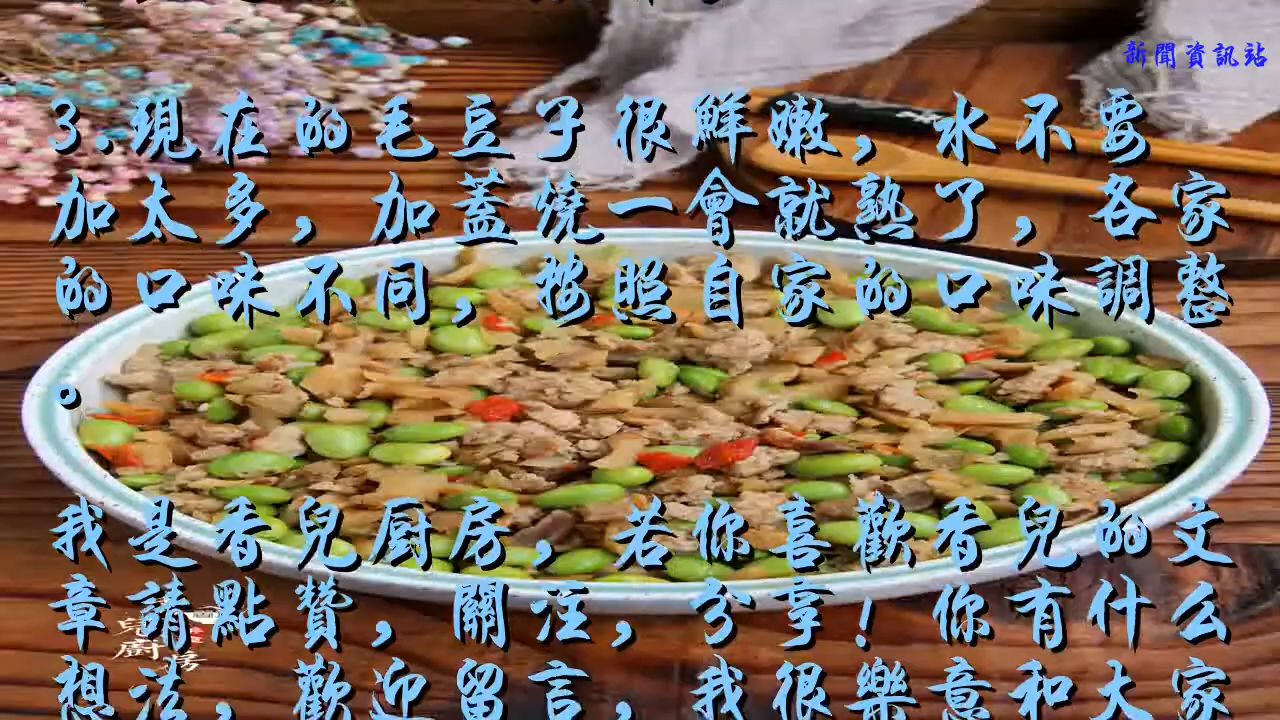 新聞資訊站
3.現在的毛豆子很鮮嫩，水不要
加太多，加蓋燒一會就熟了，各家
的口味不同，按照自家的口味調整
。
我是香兒厨房，若你喜歡香兒的文
章請點贊，關注，分享！你有什么
想法，歡迎留言，我很樂意和大家